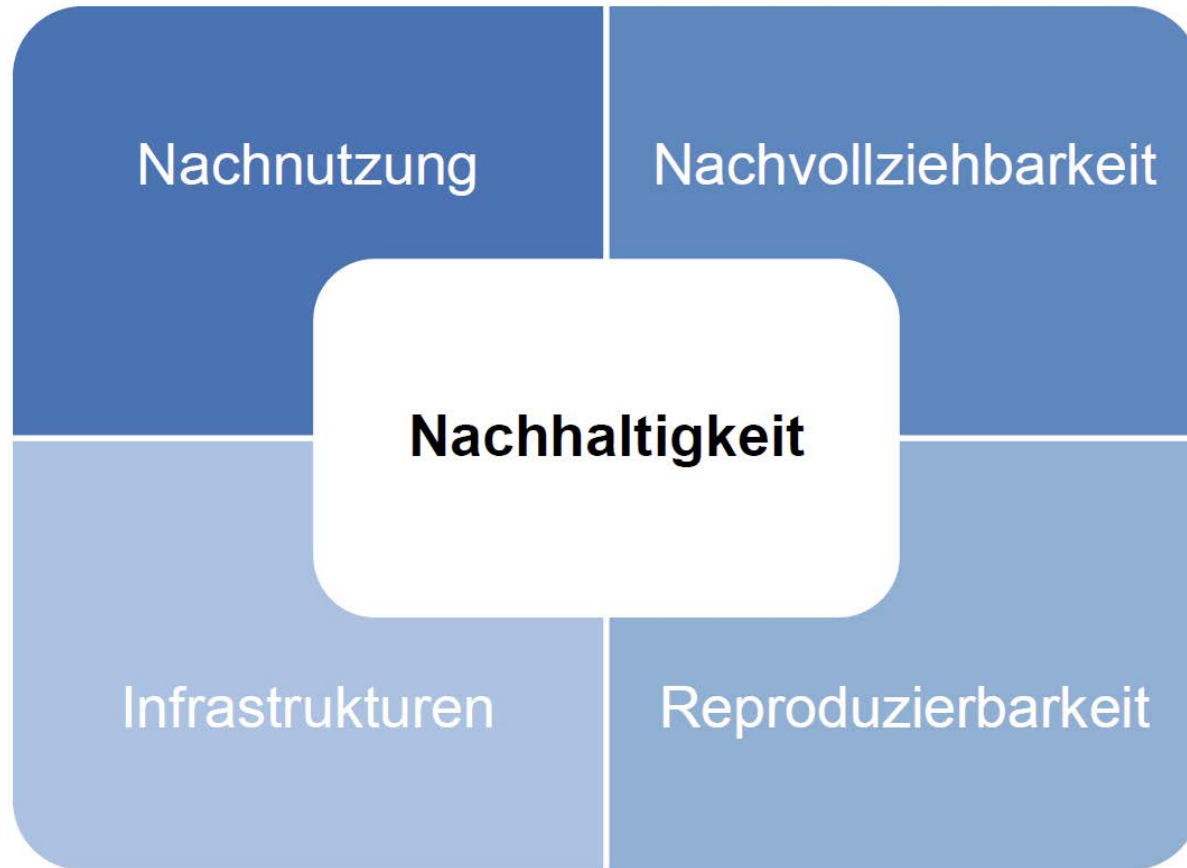 Nachnutzung
Nachvollziehbarkeit
Nachhaltigkeit
Infrastrukturen
Reproduzierbarkeit